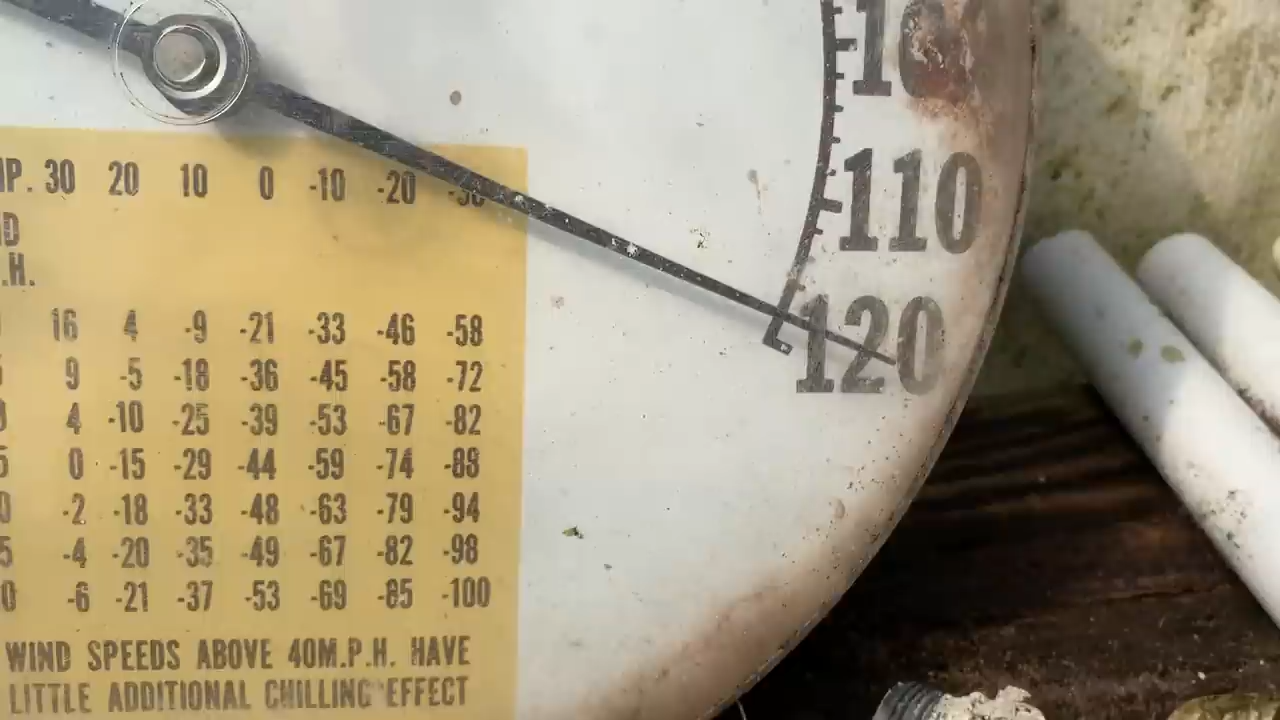 110
120
30 20 10 0 -10 -20
16 4 -9 -21 -33 -46 -58
9 -5 -18 -36 -45 -58 -72
4 -10 -25 -39 -53 -67 -82
0 -15 -29 -44 -59 -74 -88
-2 -18 -33 -48 -63 -79 -94
-4 -20 -35 -49 -67 -82 -98
-6 -21 -37 -53 -69 -85 -100
WIND SPEEDS ABOVE 40M.P.H. HAVE
LITTLE ADDITIONAL CHILLING EFFECT